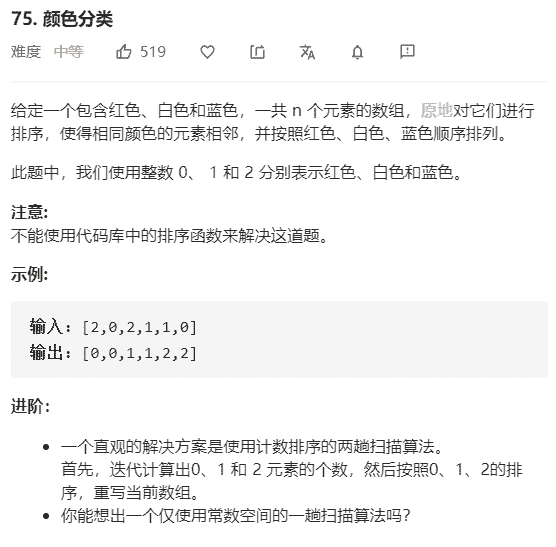 75. 颜色分类
难度 中等 519
给定一个包含红色、白色和蓝色，一共 n 个元素的数组，原地对它们进行
排序，使得相同颜色的元素相邻，并按照红色、白色、蓝色顺序排列。
此题中，我们使用整数 0、 1 和 2 分别表示红色、白色和蓝色。
注意:
不能使用代码库中的排序函数来解决这道题。
示例:
输入: [2,0,2,1,1,0]
输出: [0,0,1,1,2,2]
进阶：
一个直观的解决方案是使用计数排序的两趟扫描算法。
首先，迭代计算出0、1 和 2 元素的个数，然后按照0、1、2的排
序，重写当前数组。
你能想出一个仅使用常数空间的一趟扫描算法吗？